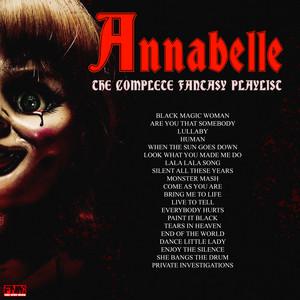 Annabelle
THE COMPLETE FANTASY PLAYLIST
BLACK MAGIC WOMAN
ARE YOU THAT SOMEBODY
LULLABY
HUMAN
WHEN THE SUN GOES DOWN
LOOK WHAT YOU MADE ME DO
LALA LALA SONG
SILENT ALL THESE YEARS
MONSTER MASH
COME AS YOU ARE
BRING ME TO LIFE
LIVE TO TELL
EVERYBODY HURTS
PAINT IT BLACK
TEARS IN HEAVEN
END OF THE WORLD
DANCE LITTLE LADY
ENJOY THE SILENCE
SHE BANGS THE DRUM
PRIVATE INVESTIGATIONS